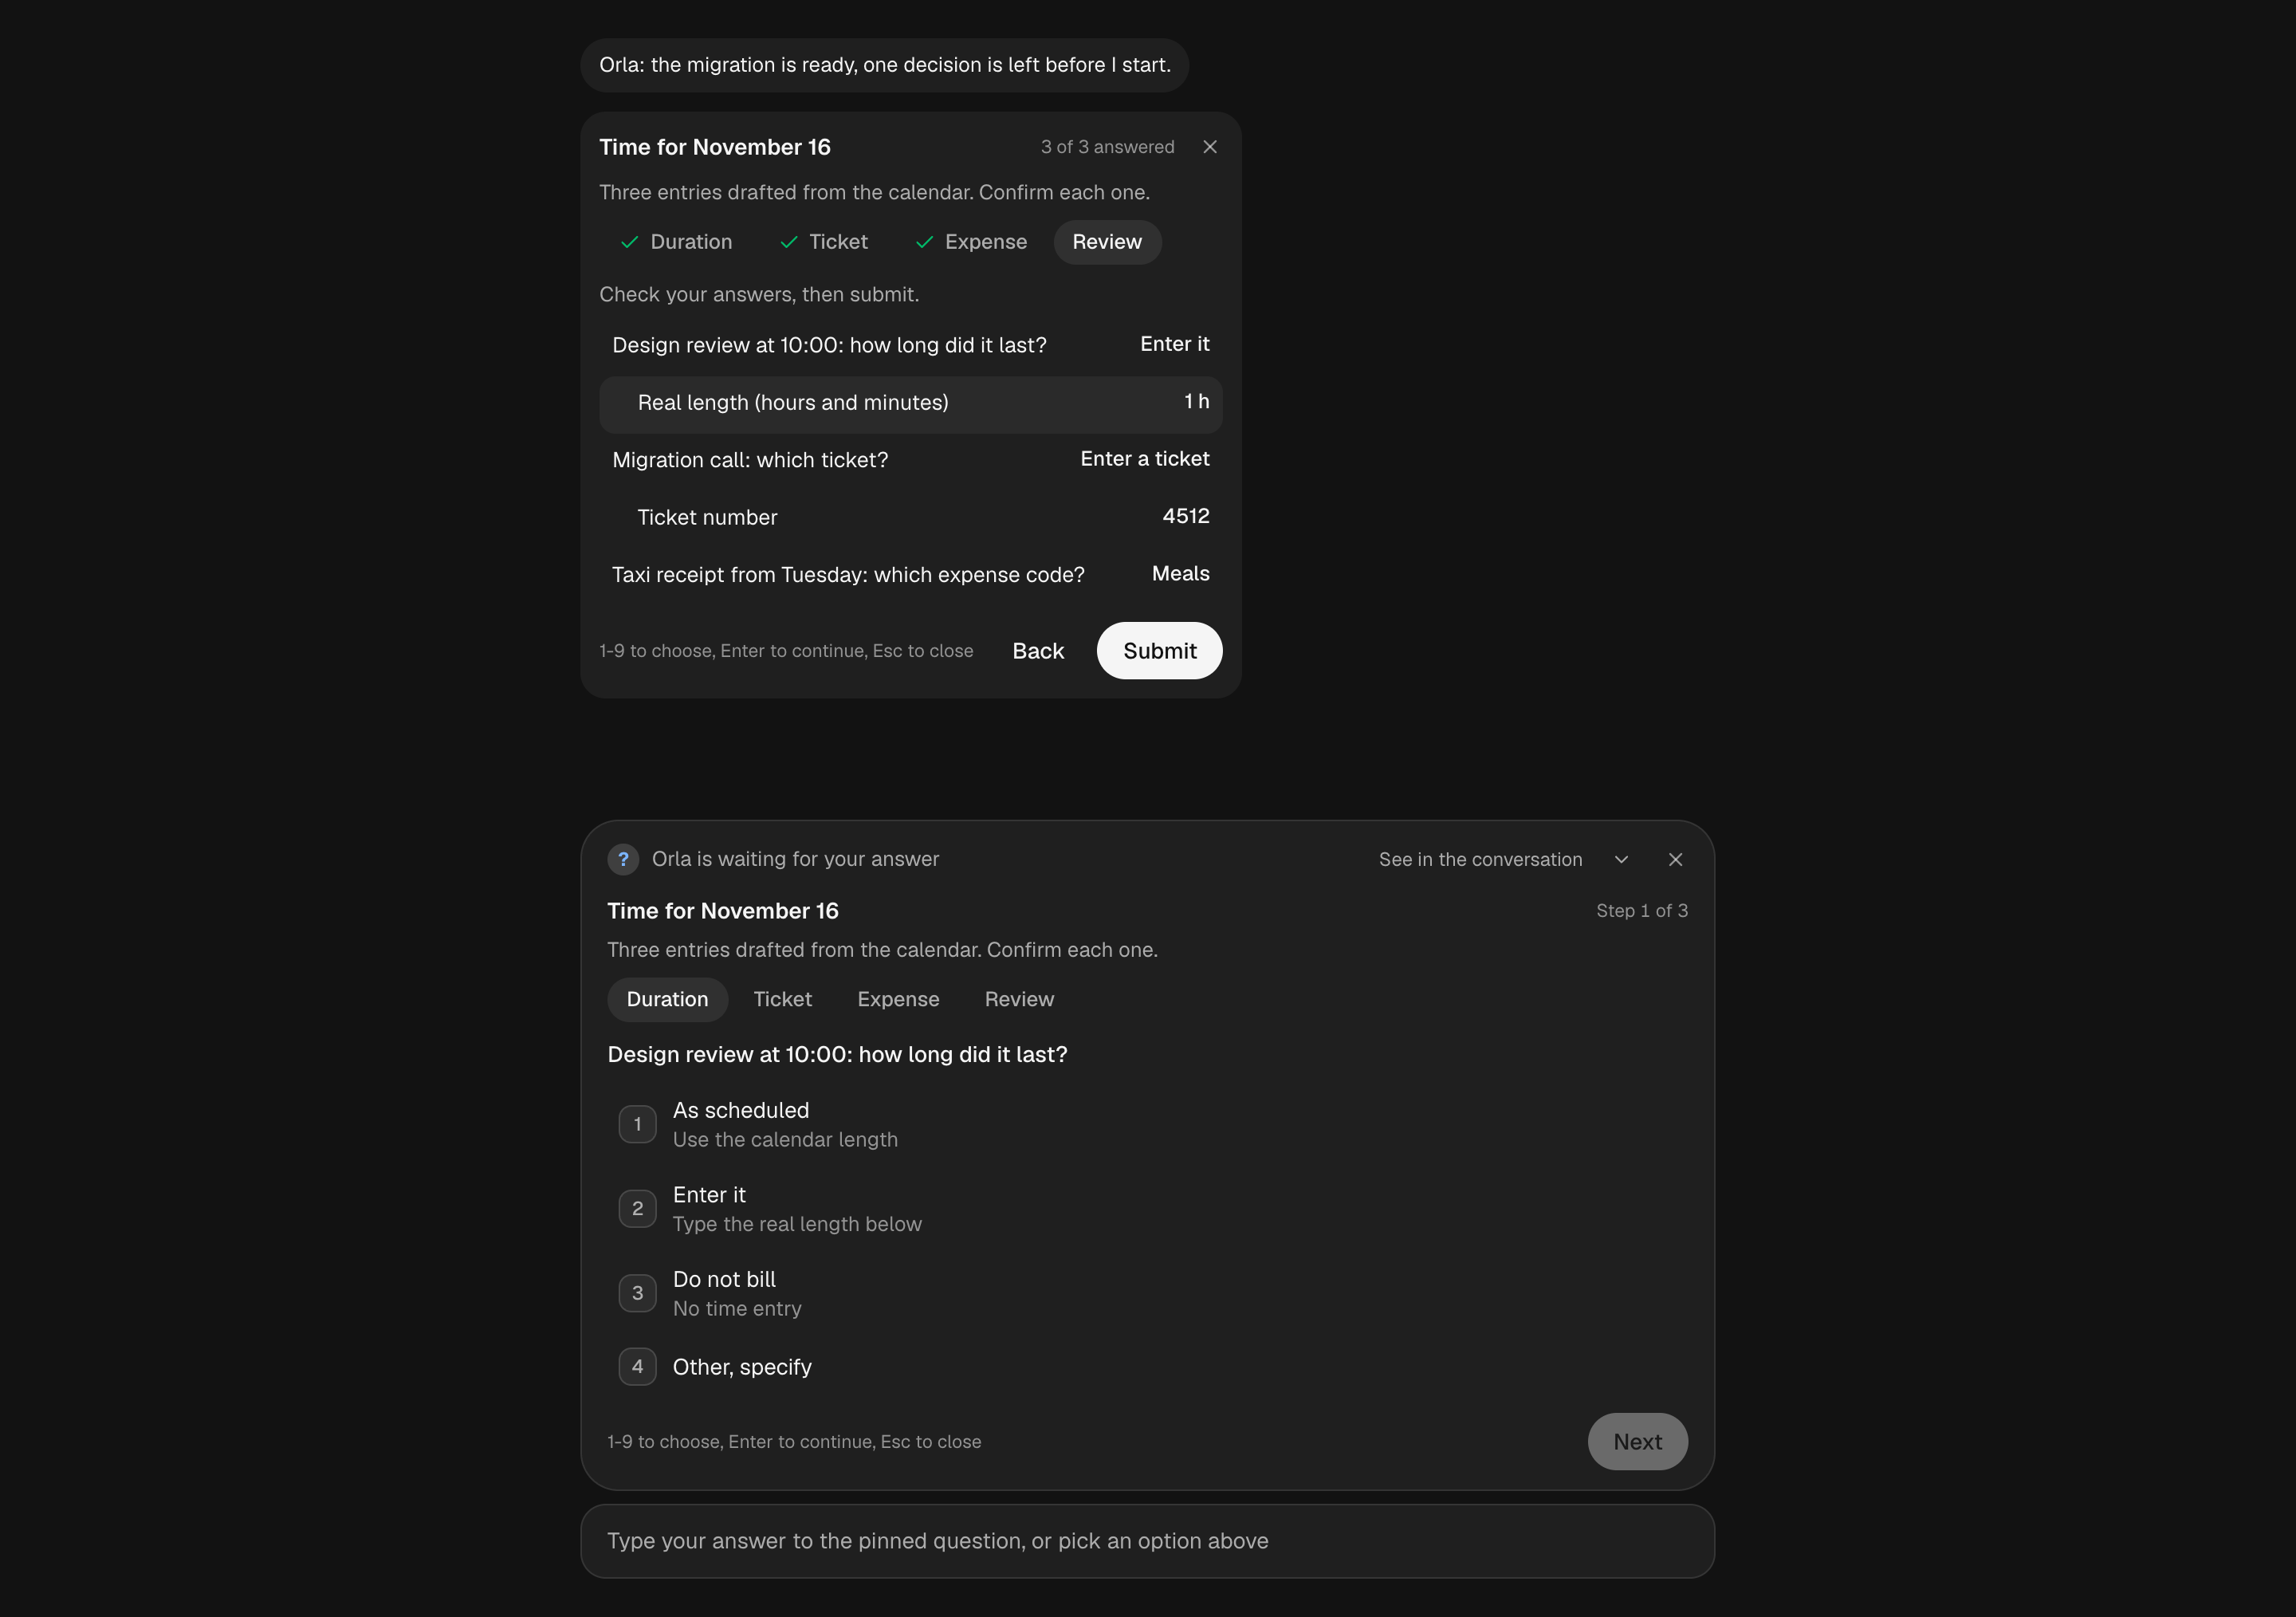 Orla: the migration is ready, one decision is left before I start.
Time for November 16
3 of 3 answered
Three entries drafted from the calendar. Confirm each one.
Duration
Ticket
Expense
Review
Check your answers, then submit.
Design review at 10:00: how long did it last?
Enter it
Real length (hours and minutes)
1 h
Migration call: which ticket?
Enter a ticket
Ticket number
4512
Taxi receipt from Tuesday: which expense code?
Meals
1-9 to choose, Enter to continue, Esc to close
Back
Submit
? Orla is waiting for your answer
See in the conversation
Time for November 16
Step 1 of 3
Three entries drafted from the calendar. Confirm each one.
Duration
Ticket
Expense
Review
Design review at 10:00: how long did it last?
1 As scheduled
Use the calendar length
2 Enter it
Type the real length below
3 Do not bill
No time entry
4 Other, specify
1-9 to choose, Enter to continue, Esc to close
Next
Type your answer to the pinned question, or pick an option above